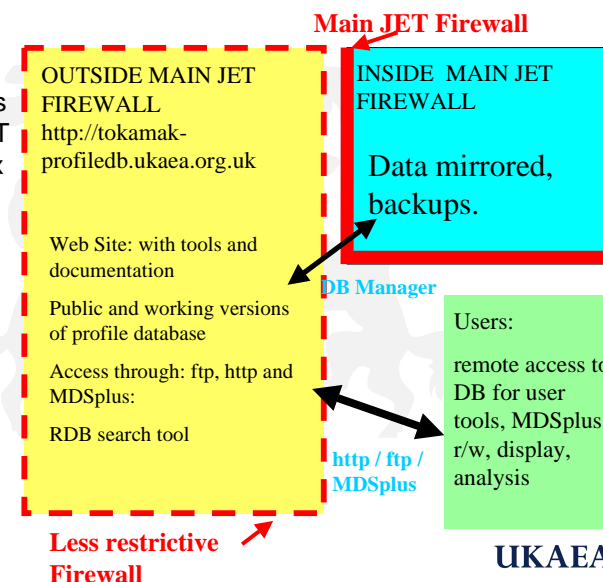 Main JET Firewall
OUTSIDE MAIN JET
FIREWALL
http://tokamak-
profiledb.ukaea.org.uk
Web Site: with tools and
documentation
Public and working versions
of profile database
Access through: ftp, http and
MDSplus:
RDB search tool
INSIDE MAIN JET
FIREWALL
Data mirrored,
backups.
DB Manager
Users:
remote access to
DB for user
tools, MDSplus
r/w, display,
analysis
http / ftp /
MDSplus
Less restrictive
Firewall
UKAEA